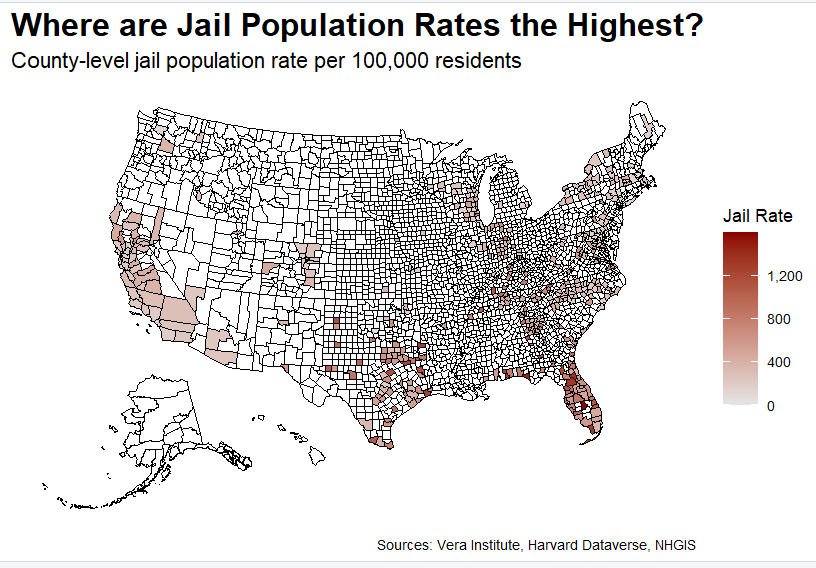 Where are Jail Population Rates the Highest?
County-level jail population rate per 100,000 residents
Jail Rate
1,200
800
400
0
Sources: Vera Institute, Harvard Dataverse, NHGIS